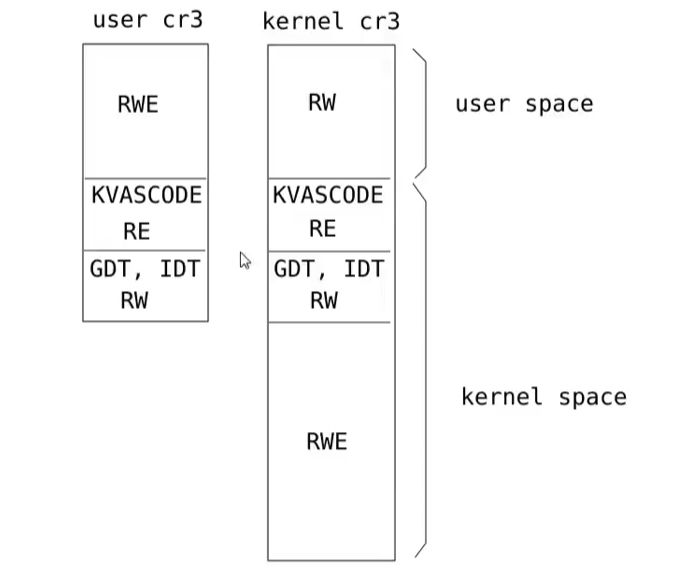 user cr3
kernel cr3
RWE
RW
user space
KVASCODE
RE
KVASCODE
RE
GDT, IDT
RW
GDT, IDT
RW
RWE
kernel space